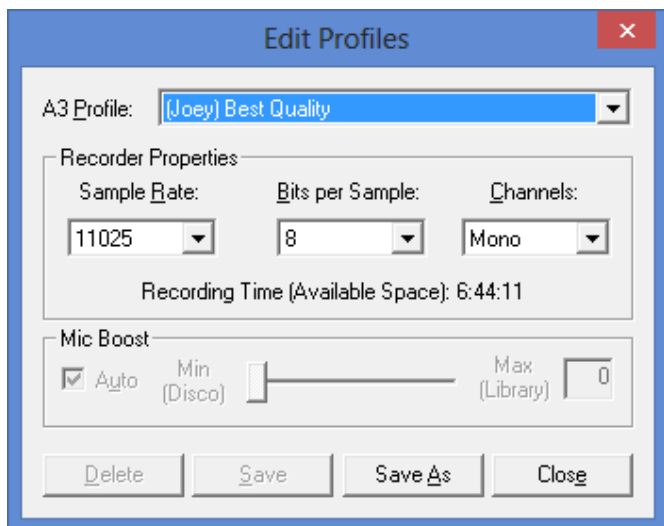 Edit Profiles
A3 Profile: (Joey) Best Quality
Recorder Properties
Sample Rate: Bits per Sample: Channels:
11025 8 Mono
Recording Time (Available Space): 6:44:11
Mic Boost
Auto Min (Disco) Max (Library) 0
Delete Save Save As Close